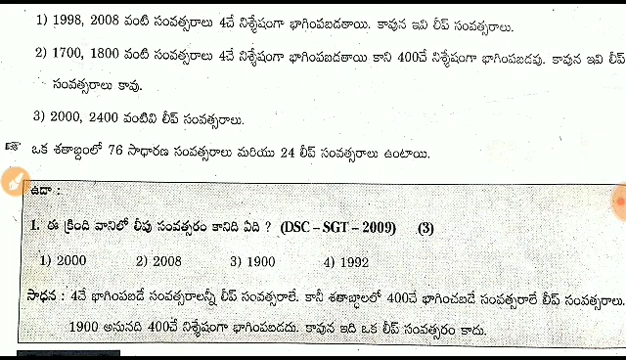 1) 1998, 2008 వంటి సంవత్సరాలు 4చే నిశ్శేషంగా భాగింపబడతాయి. కావున ఇవి లీప్ సంవత్సరాలు.
2) 1700, 1800 వంటి సంవత్సరాలు 4చే నిశ్శేషంగా భాగింపబడతాయి కాని 400చే నిశ్శేషంగా భాగింపబడవు. కావున ఇవి లీప్
సంవత్సరాలు కావు.
3) 2000, 2400 వంటివి లీప్ సంవత్సరాలు.
ఒక శతాబ్దంలో 76 సాధారణ సంవత్సరాలు మరియు 24 లీప్ సంవత్సరాలు ఉంటాయి.
ఉదా :
1. ఈ క్రింది వానిలో లీపు సంవత్సరం కానిది ఏది ? (DSC – SGT – 2009) (3)
1) 2000 2) 2008 3) 1900 4) 1992
సాధన : 4చే భాగింపబడే సంవత్సరాలన్నీ లీప్ సంవత్సరాలే. కానీ శతాబ్దాలలో 400చే భాగించబడే సంవత్సరాలే లీప్ సంవత్సరాలు.
1900 అనునది 400చే నిశ్శేషంగా భాగింపబడదు. కావున ఇది ఒక లీప్ సంవత్సరం కాదు.